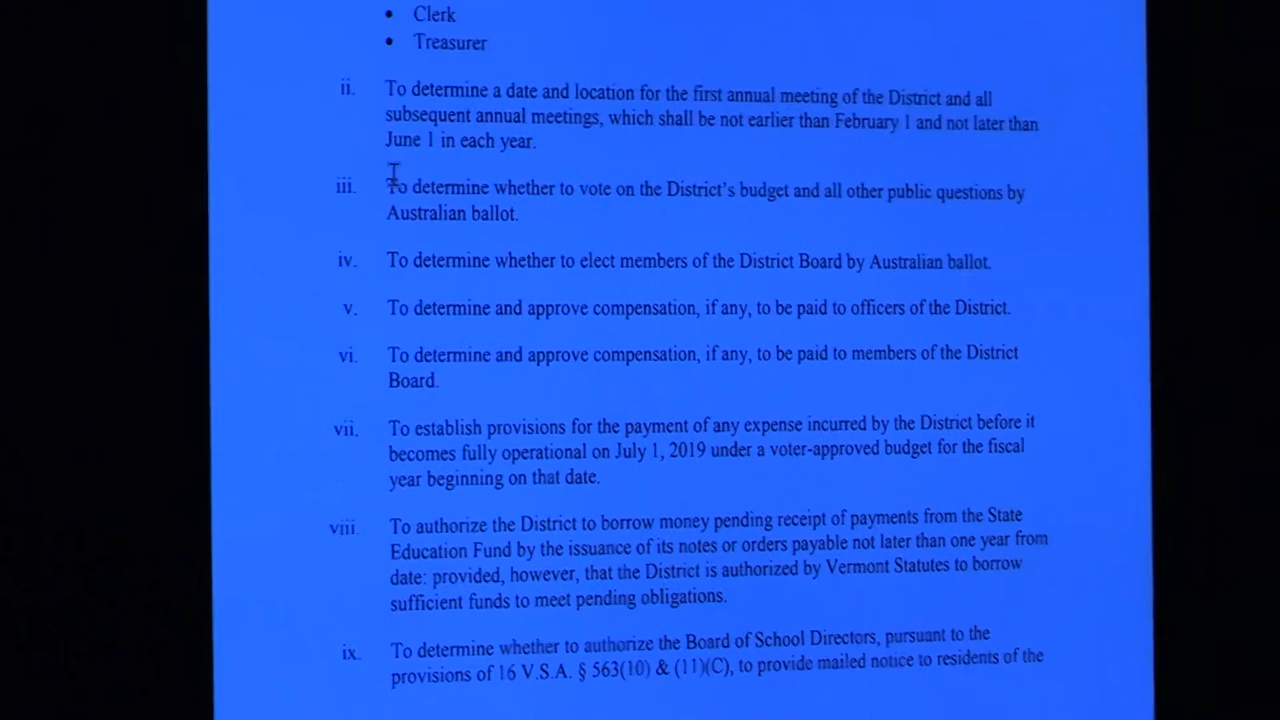 • Clerk
• Treasurer
ii. To determine a date and location for the first annual meeting of the District and all
subsequent annual meetings, which shall be not earlier than February 1 and not later than
June 1 in each year.
iii. To determine whether to vote on the District's budget and all other public questions by
Australian ballot.
iv. To determine whether to elect members of the District Board by Australian ballot.
v. To determine and approve compensation, if any, to be paid to officers of the District.
vi. To determine and approve compensation, if any, to be paid to members of the District
Board.
vii. To establish provisions for the payment of any expense incurred by the District before it
becomes fully operational on July 1, 2019 under a voter-approved budget for the fiscal
year beginning on that date.
viii. To authorize the District to borrow money pending receipt of payments from the State
Education Fund by the issuance of its notes or orders payable not later than one year from
date: provided, however, that the District is authorized by Vermont Statutes to borrow
sufficient funds to meet pending obligations.
ix. To determine whether to authorize the Board of School Directors, pursuant to the
provisions of 16 V.S.A. § 563(10) & (11)(C), to provide mailed notice to residents of the